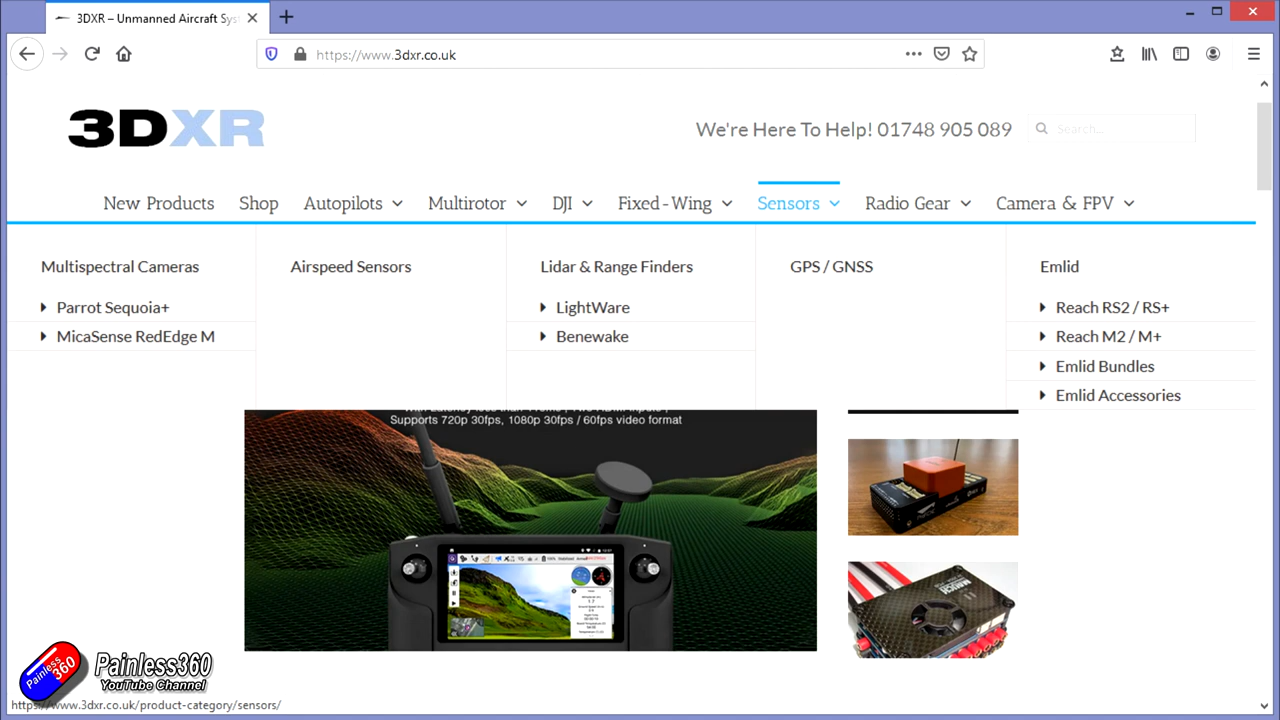 3DXR – Unmanned Aircraft Sys
https://www.3dxr.co.uk
3DXR
We're Here To Help! 01748 905 089
Search...
New Products Shop Autopilots Multirotor DJI Fixed-Wing Sensors Radio Gear Camera & FPV
Multispectral Cameras Airspeed Sensors Lidar & Range Finders GPS / GNSS Emlid
Parrot Sequoia+ LightWare Reach RS2 / RS+
MicaSense RedEdge M Benewake Reach M2 / M+
Emlid Bundles
Emlid Accessories
Supports 720p 30fps, 1080p 30fps / 60fps video format
Painless360
Painless360
YouTube Channel
https://www.3dxr.co.uk/product-category/sensors/